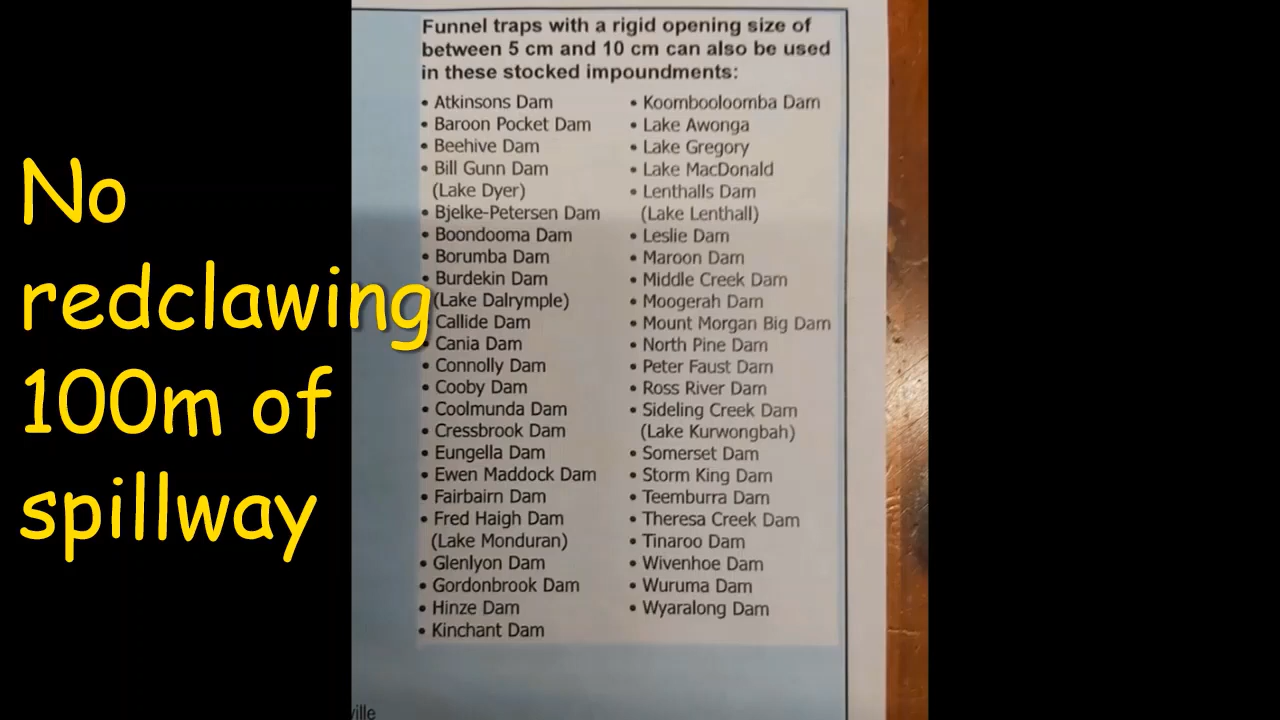 No
redclawing
100m of
spillway
Funnel traps with a rigid opening size of
between 5 cm and 10 cm can also be used
in these stocked impoundments:
• Atkinsons Dam
• Baroon Pocket Dam
• Beehive Dam
• Bill Gunn Dam
(Lake Dyer)
• Bjelke-Petersen Dam
• Boondooma Dam
• Borumba Dam
• Burdekin Dam
(Lake Dalrymple)
Callide Dam
Cania Dam
• Connolly Dam
• Cooby Dam
• Coolmunda Dam
• Cressbrook Dam
• Eungella Dam
• Ewen Maddock Dam
• Fairbairn Dam
• Fred Haigh Dam
(Lake Monduran)
• Glenlyon Dam
• Gordonbrook Dam
• Hinze Dam
• Kinchant Dam
• Koombooloomba Dam
• Lake Awonga
• Lake Gregory
• Lake MacDonald
• Lenthalls Dam
(Lake Lenthall)
• Leslie Dam
• Maroon Dam
• Middle Creek Dam
• Moogerah Dam
• Mount Morgan Big Dam
• North Pine Dam
• Peter Faust Dam
• Ross River Dam
• Sideling Creek Dam
(Lake Kurwongbah)
• Somerset Dam
• Storm King Dam
• Teemburra Dam
• Theresa Creek Dam
• Tinaroo Dam
• Wivenhoe Dam
• Wuruma Dam
• Wyaralong Dam